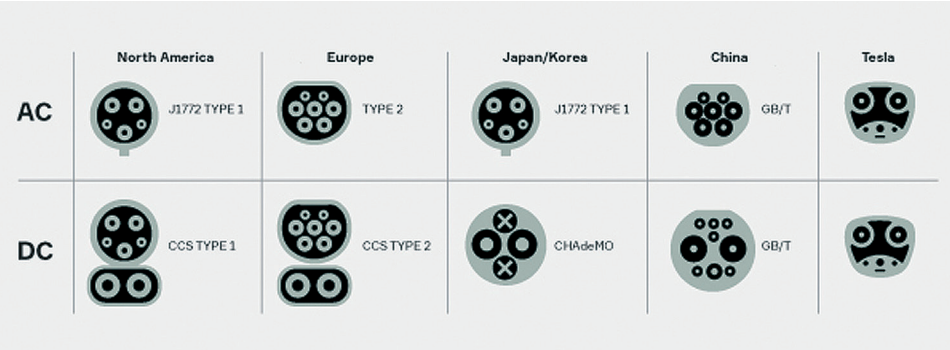 North America
Europe
Japan/Korea
China
Tesla
AC
J1772 TYPE 1
TYPE 2
J1772 TYPE 1
GB/T
DC
CCS TYPE 1
CCS TYPE 2
CHAdeMO
GB/T